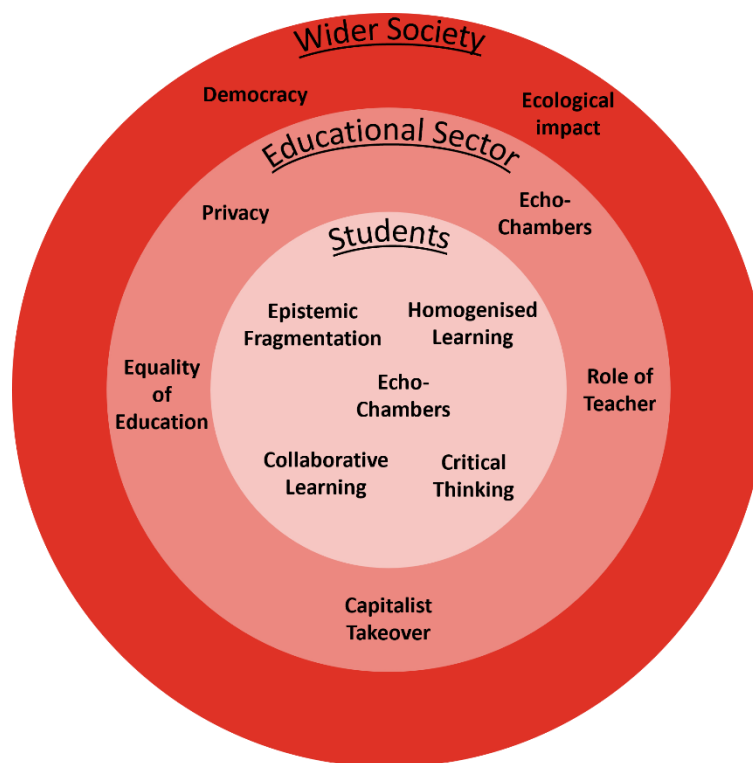 Wider Society
Democracy
Ecological
impact
Educational Sector
Privacy
Echo-
Chambers
Students
Epistemic
Fragmentation
Homogenised
Learning
Equality
of
Education
Echo-
Chambers
Role of
Teacher
Collaborative
Learning
Critical
Thinking
Capitalist
Takeover